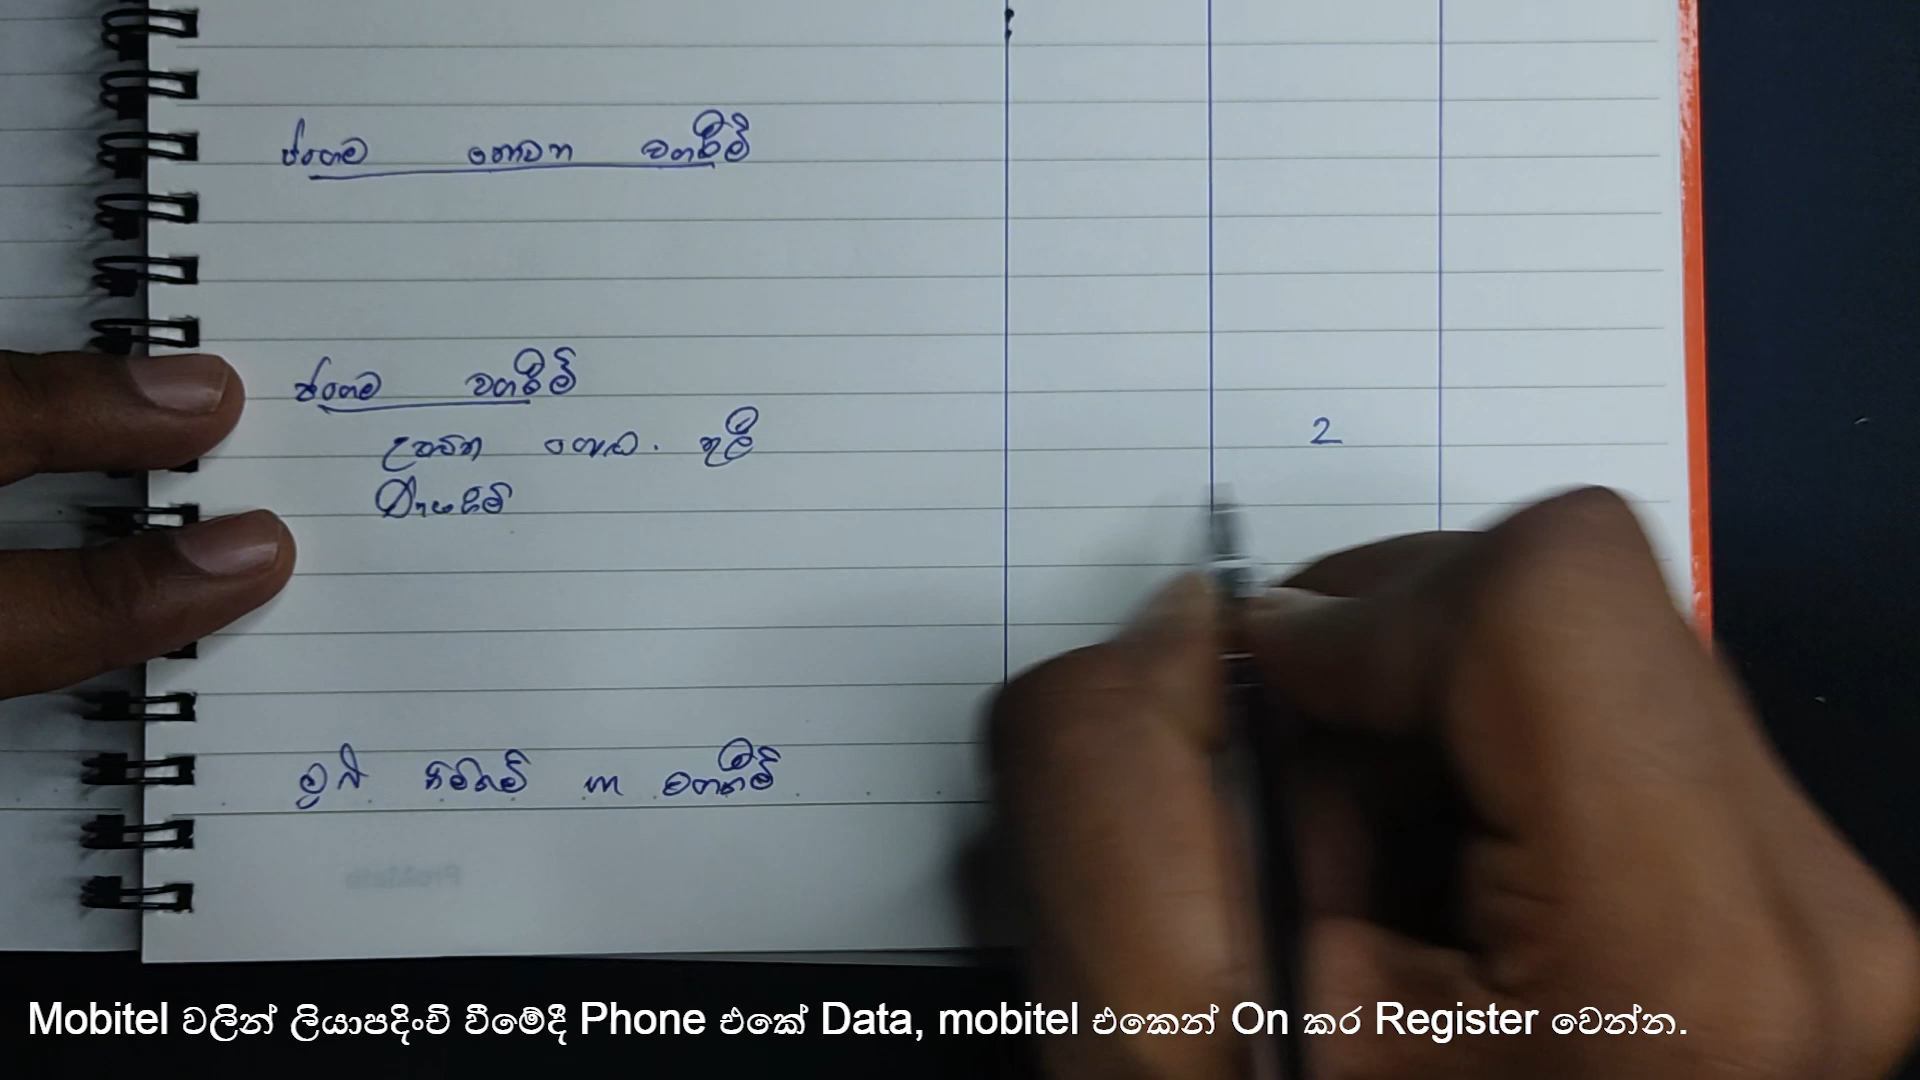 ජංගම නොවන වගකීම්
ජංගම වගකීම්
උපචිත ගෙ.බ. කුලී 2
ණයහිමි
මුළු හිමිකම් හා වගකීම්
Mobitel වලින් ලියාපදිංචි වීමේදී Phone එකේ Data, mobitel එකෙන් On කර Register වෙන්න.